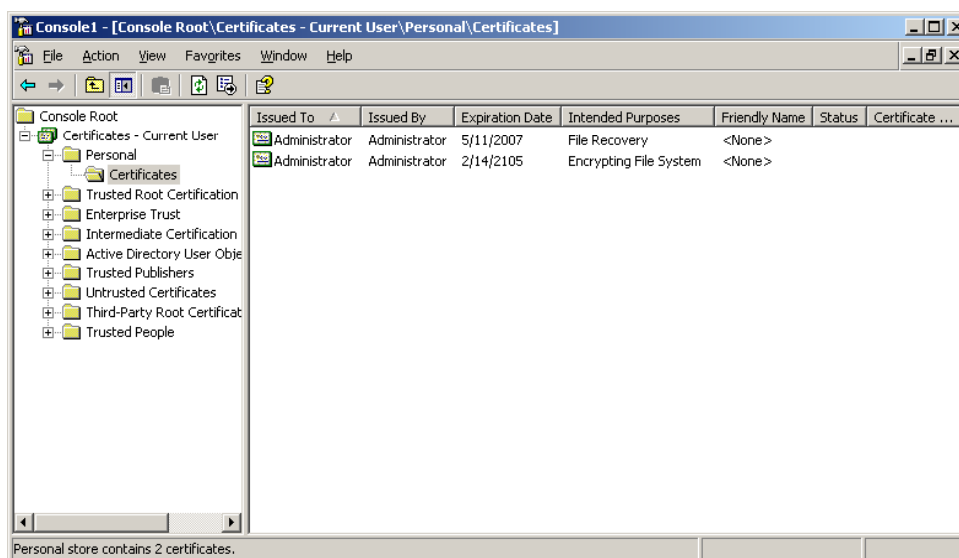 Console1 - [Console Root\Certificates - Current User\Personal\Certificates]
File Action View Favorites Window Help
Console Root
Certificates - Current User
Personal
Certificates
Trusted Root Certification
Enterprise Trust
Intermediate Certification
Active Directory User Obje
Trusted Publishers
Untrusted Certificates
Third-Party Root Certificat
Trusted People
Issued To Issued By Expiration Date Intended Purposes Friendly Name Status Certificate ...
Administrator Administrator 5/11/2007 File Recovery <None>
Administrator Administrator 2/14/2105 Encrypting File System <None>
Personal store contains 2 certificates.